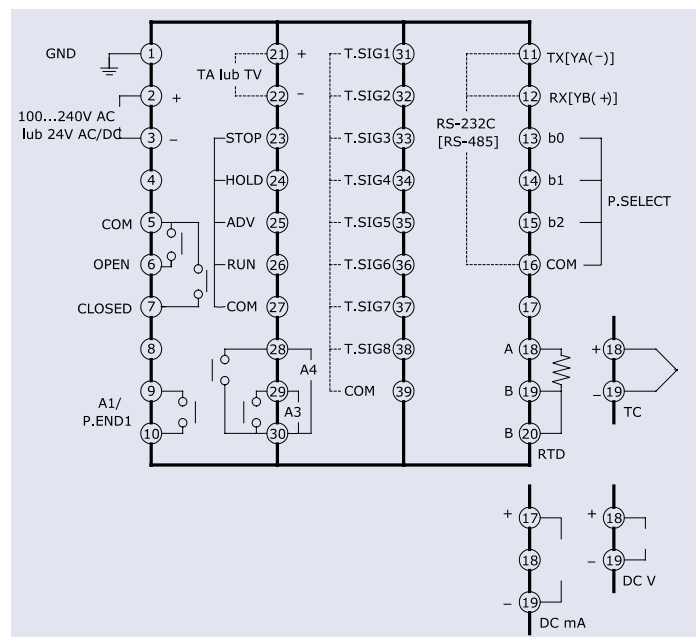 GND 1 21 + T.SIG1 31 11 TX[YA(-)]
TA lub TV
2 + 22 - T.SIG2 32 12 RX[YB(+)]
100...240V AC
lub 24V AC/DC
RS-232C
[RS-485]
3 - STOP 23 T.SIG3 33 13 b0
4 HOLD 24 T.SIG4 34 14 b1
P.SELECT
COM 5 ADV 25 T.SIG5 35 15 b2
OPEN 6 RUN 26 T.SIG6 36 16 COM
CLOSED 7 COM 27 T.SIG7 37 17
8 28 T.SIG8 38 A 18 + 18
A4
9 29 COM 39 B 19 - 19
A1/
P.END1
A3
TC
10 30 B 20
RTD
+ 17 + 18
18 - 19
DC V
- 19
DC mA